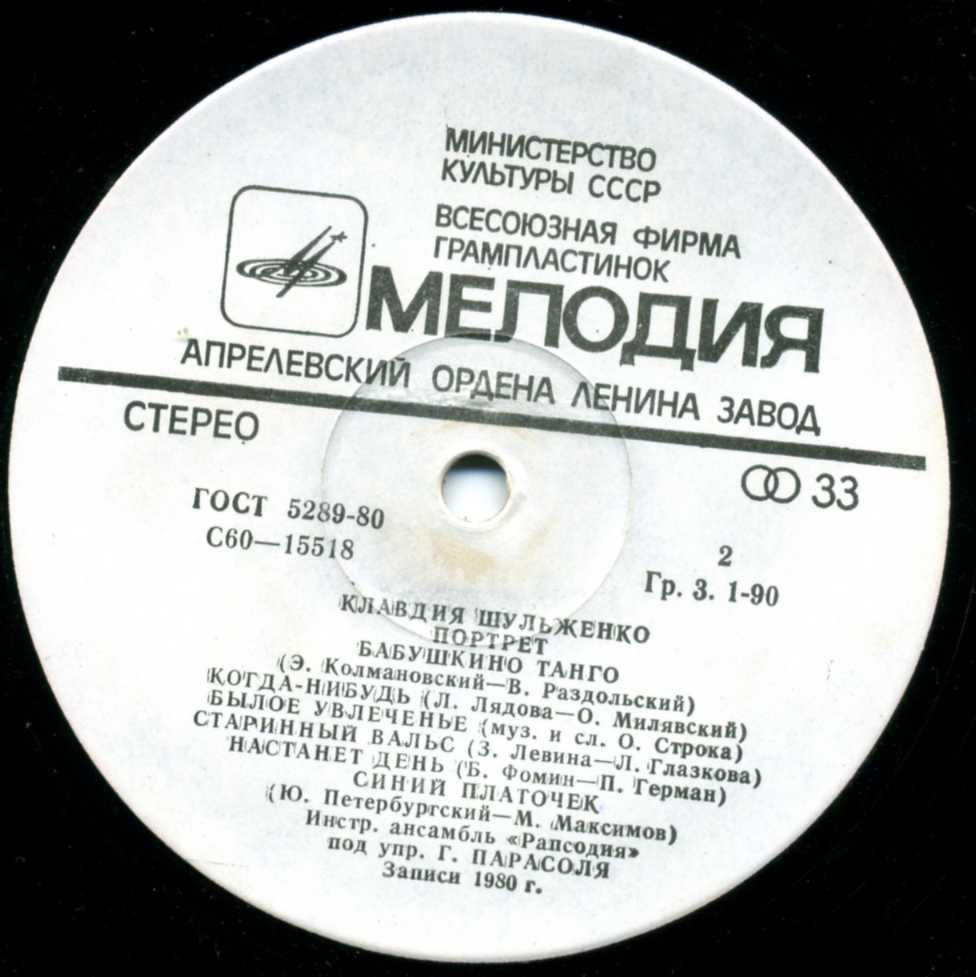 МИНИСТЕРСТВО
КУЛЬТУРЫ СССР
ВСЕСОЮЗНАЯ ФИРМА
ГРАМПЛАСТИНОК
МЕЛОДИЯ
АПРЕЛЕВСКИЙ ОРДЕНА ЛЕНИНА ЗАВОД
СТЕРЕО
33
ГОСТ 5289-80
С60—15518
2
Гр. 3. 1-90
КЛАВДИЯ ШУЛЬЖЕНКО
ПОРТРЕТ
БАБУШКИНО ТАНГО
(Э. Колмановский—В. Раздольский)
КОГДА-НИБУДЬ (Л. Лядова—О. Милявский)
БЫЛОЕ УВЛЕЧЕНЬЕ (муз. и сл. О. Строка)
СТАРИННЫЙ ВАЛЬС (З. Левина—Л. Глазкова)
НАСТАНЕТ ДЕНЬ (Б. Фомин—П. Герман)
СИНИЙ ПЛАТОЧЕК
(Ю. Петербургский—М. Максимов)
Инстр. ансамбль «Рапсодия»
под упр. Г. ПАРАСОЛЯ
Записи 1980 г.